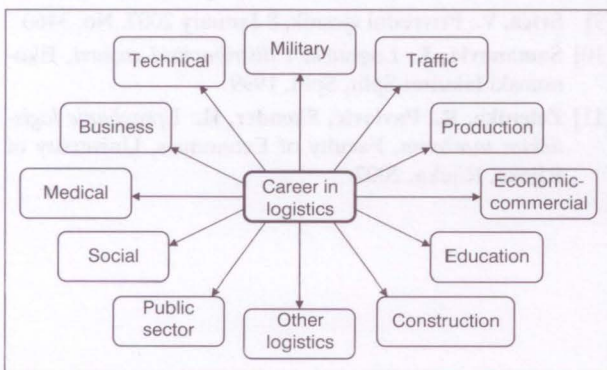 Military
Technical
Traffic
Business
Production
Medical
Career in
logistics
Economic-
commercial
Social
Education
Public
sector
Other
logistics
Construction